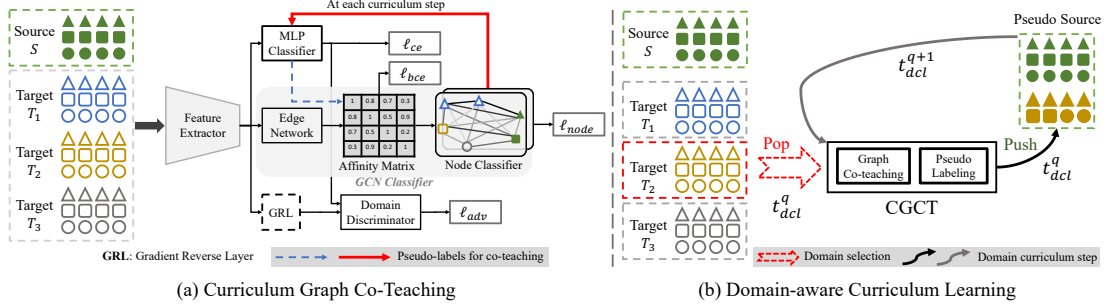 At each curriculum step
Source
S
Target
T1
Target
T2
Target
T3
Feature
Extractor
MLP
Classifier
ℓce
ℓbce
Edge
Network
1 0.8 0.7 0.3
0.8 1 0.5 0.9
0.7 0.5 1 0.2
0.3 0.9 0.2 1
Affinity Matrix
Node Classifier
GCN Classifier
ℓnode
GRL
Domain
Discriminator
ℓadv
GRL: Gradient Reverse Layer
Pseudo-labels for co-teaching
(a) Curriculum Graph Co-Teaching
Source
S
Target
T1
Target
T2
Target
T3
Pop
t^q_dcl
t^{q+1}_dcl
Graph
Co-teaching
Pseudo
Labeling
CGCT
Pseudo Source
Push
t^q_dcl
Domain selection
Domain curriculum step
(b) Domain-aware Curriculum Learning